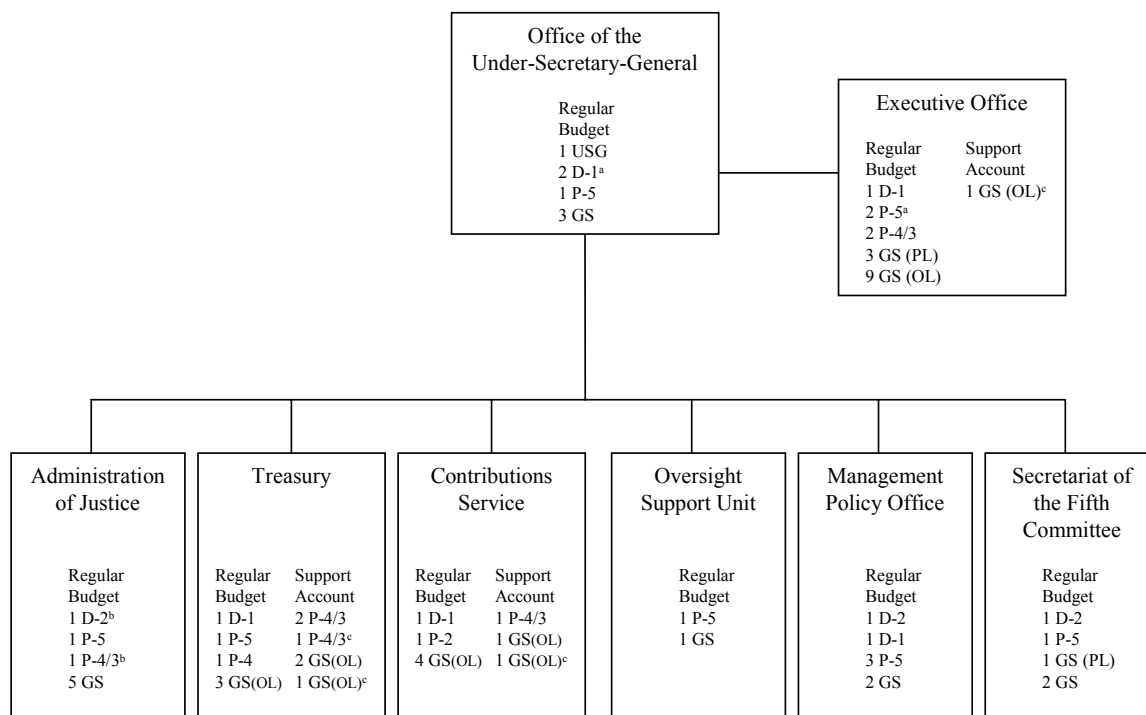 Office of the
Under-Secretary-General
Regular
Budget
1 USG
2 D-1ᵃ
1 P-5
3 GS
Executive Office
Regular
Budget
1 D-1
2 P-5ᵃ
2 P-4/3
3 GS (PL)
9 GS (OL)
Support
Account
1 GS (OL)ᶜ
Administration
of Justice
Regular
Budget
1 D-2ᵇ
1 P-5
1 P-4/3ᵇ
5 GS
Treasury
Regular
Budget
1 D-1
1 P-5
1 P-4
3 GS(OL)
Support
Account
2 P-4/3
1 P-4/3ᶜ
2 GS(OL)
1 GS(OL)ᶜ
Contributions
Service
Regular
Budget
1 D-1
1 P-2
4 GS(OL)
Support
Account
1 P-4/3
1 GS(OL)
1 GS(OL)ᶜ
Oversight
Support Unit
Regular
Budget
1 P-5
1 GS
Management
Policy Office
Regular
Budget
1 D-2
1 D-1
3 P-5
2 GS
Secretariat of
the Fifth
Committee
Regular
Budget
1 D-2
1 P-5
1 GS (PL)
2 GS